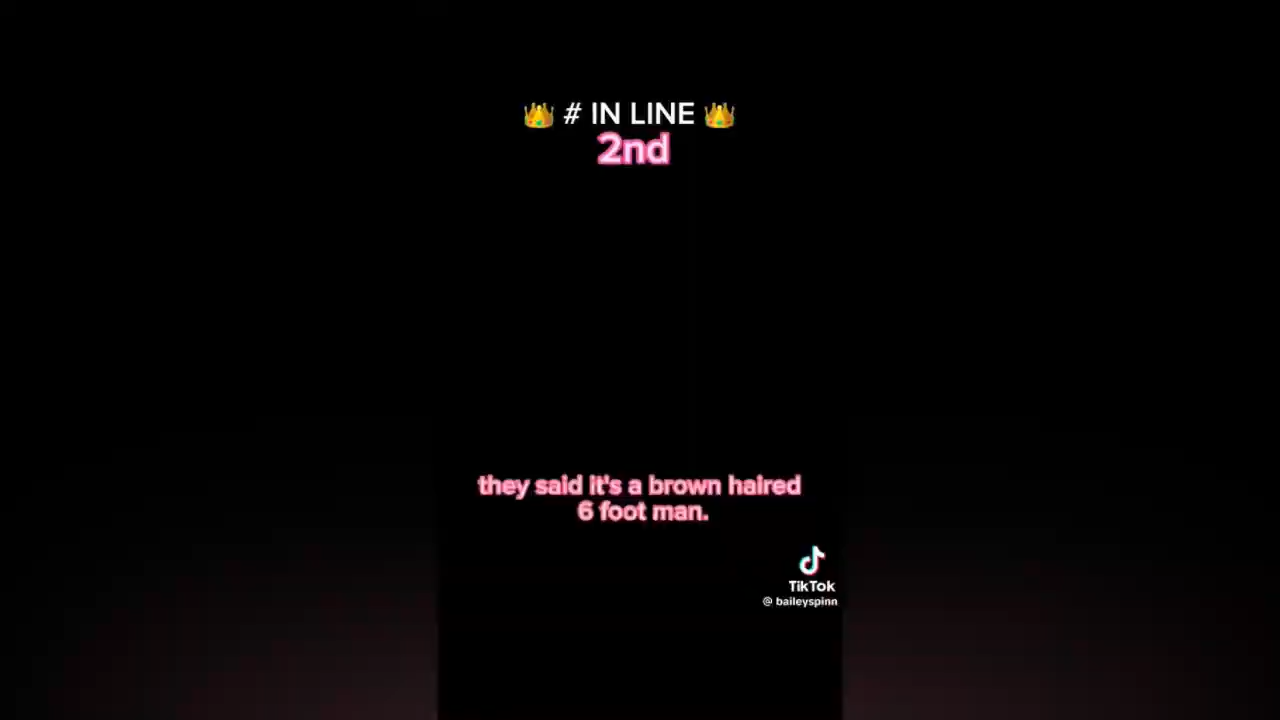 👑 # IN LINE 👑
2nd
they said it's a brown haired
6 foot man.
TikTok
@ baileyspinn